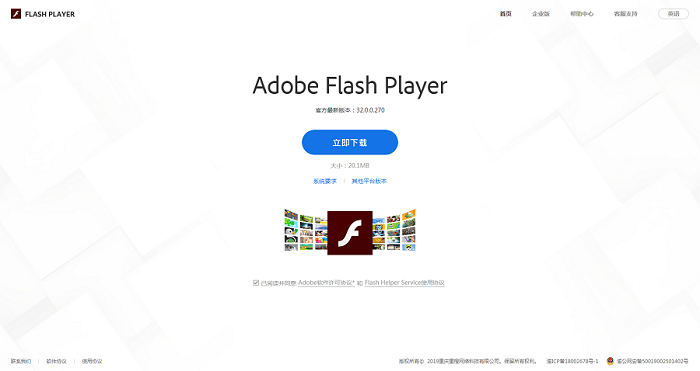 FLASH PLAYER
首页 企业版 帮助中心 客服支持 英语
Adobe Flash Player
官方最新版本：32.0.0.270
立即下载
大小：20.1MB
系统要求 | 其他平台版本
已阅读并同意 Adobe软件许可协议* 和 Flash Helper Service使用协议
联系我们 | 软件协议 | 使用协议
版权所有© 2019重庆重橙网络科技有限公司。保留所有权利。 渝ICP备18002678号-1 渝公网安备50019002501402号